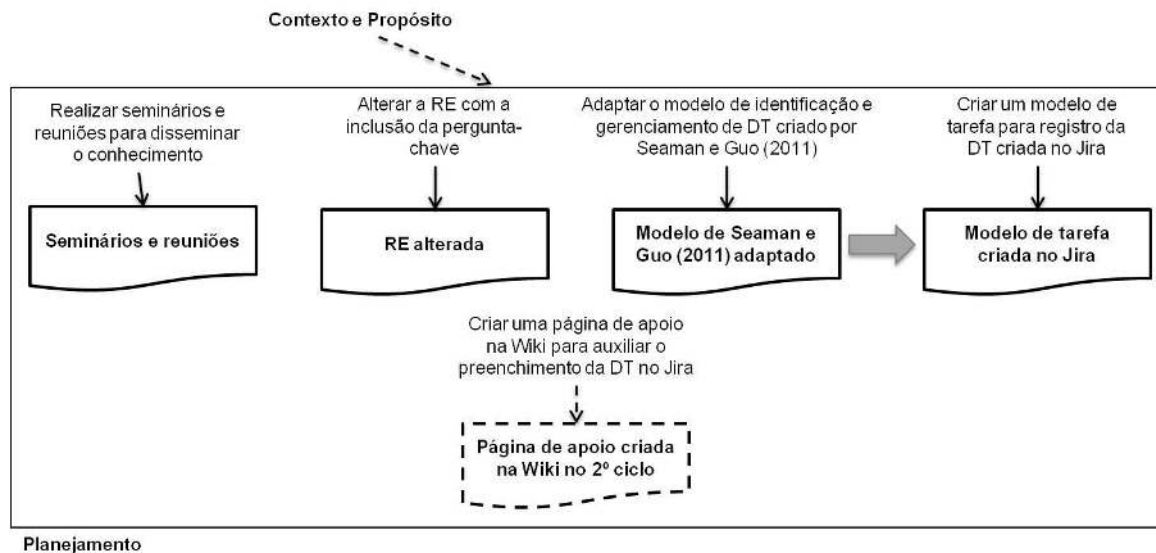 Contexto e Propósito
Realizar seminários e
reuniões para disseminar
o conhecimento
Alterar a RE com a
inclusão da pergunta-
chave
Adaptar o modelo de identificação e
gerenciamento de DT criado por
Seaman e Guo (2011)
Criar um modelo de
tarefa para registro da
DT criada no Jira
Seminários e reuniões
RE alterada
Modelo de Seaman e
Guo (2011) adaptado
Modelo de tarefa
criada no Jira
Criar uma página de apoio
na Wiki para auxiliar o
preenchimento da DT no Jira
Página de apoio criada
na Wiki no 2º ciclo
Planejamento